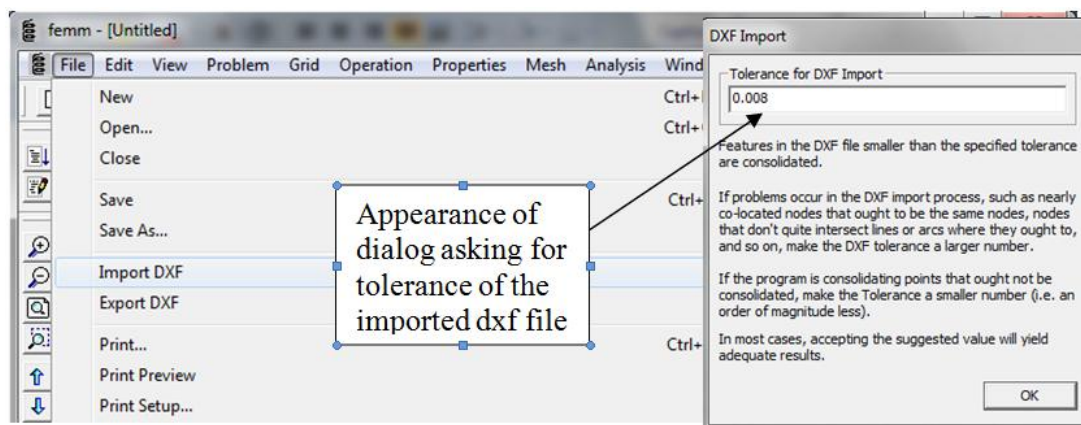 femm - [Untitled]
File Edit View Problem Grid Operation Properties Mesh Analysis Wind
New Ctrl+
Open... Ctrl+
Close
Save Ctrl+
Save As...
Import DXF
Export DXF
Print... Ctrl+
Print Preview
Print Setup...
Appearance of
dialog asking for
tolerance of the
imported dxf file
DXF Import
Tolerance for DXF Import
0.008
Features in the DXF file smaller than the specified tolerance
are consolidated.
If problems occur in the DXF import process, such as nearly
co-located nodes that ought to be the same nodes, nodes
that don't quite intersect lines or arcs where they ought to,
and so on, make the DXF tolerance a larger number.
If the program is consolidating points that ought not be
consolidated, make the Tolerance a smaller number (i.e. an
order of magnitude less).
In most cases, accepting the suggested value will yield
adequate results.
OK